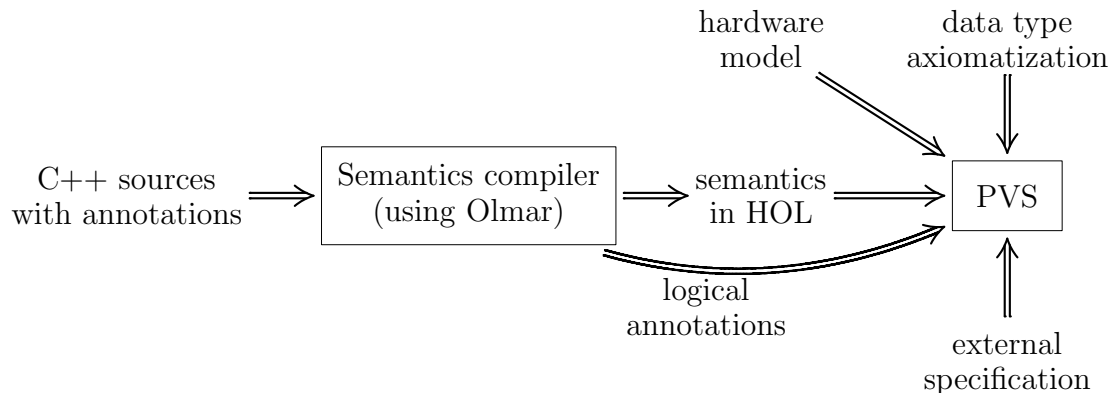 hardware
model
data type
axiomatization
C++ sources
with annotations
Semantics compiler
(using Olmar)
semantics
in HOL
PVS
logical
annotations
external
specification